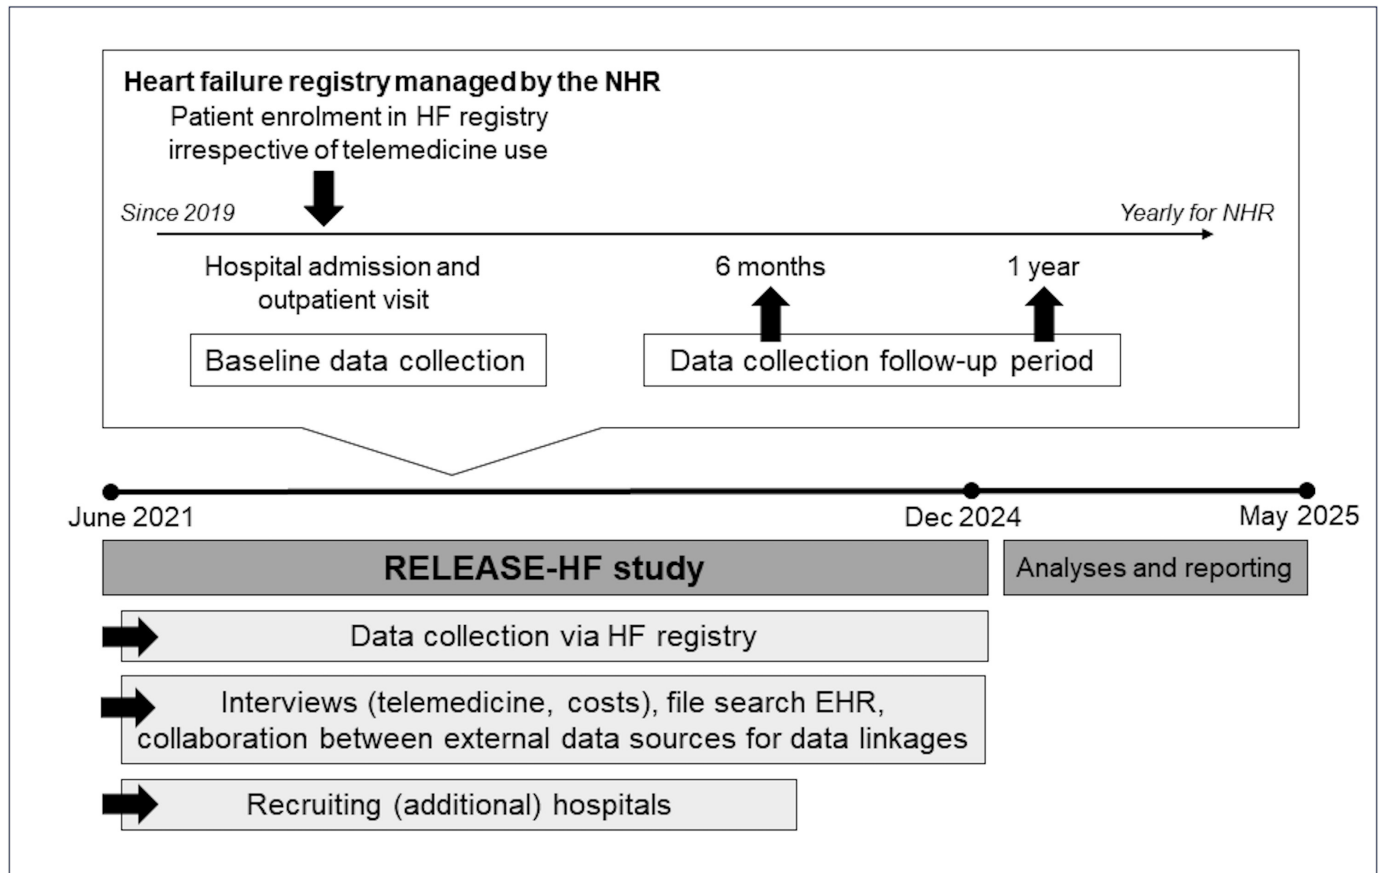 Heart failure registry managed by the NHR
Patient enrolment in HF registry
irrespective of telemedicine use
Since 2019
Yearly for NHR
Hospital admission and
outpatient visit
6 months
1 year
Baseline data collection
Data collection follow-up period
June 2021
Dec 2024
May 2025
RELEASE-HF study
Analyses and reporting
Data collection via HF registry
Interviews (telemedicine, costs), file search EHR,
collaboration between external data sources for data linkages
Recruiting (additional) hospitals